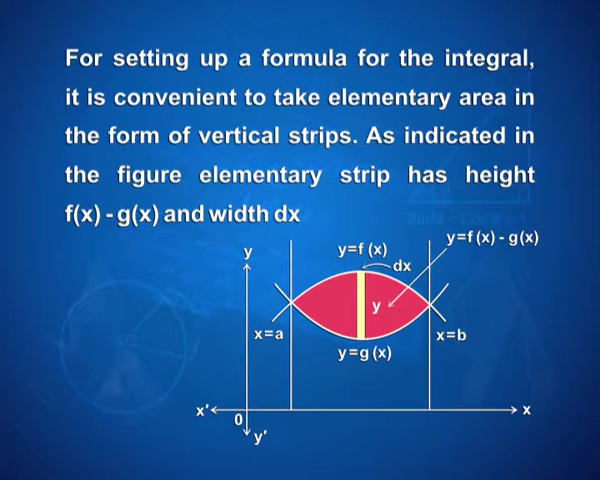 For setting up a formula for the integral,
it is convenient to take elementary area in
the form of vertical strips. As indicated in
the figure elementary strip has height
f(x) - g(x) and width dx
y=f(x) - g(x)
y
y=f (x)
dx
y
x=a
x=b
y=g (x)
x'
x
0
y'